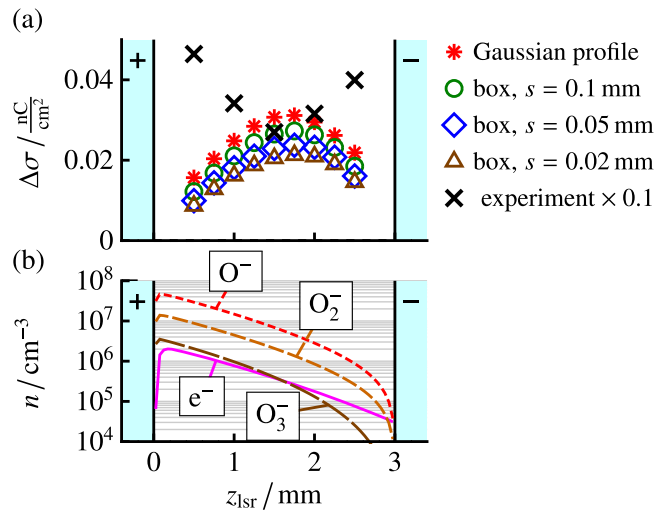 (a)
+
−
0.04
0.02
0
Δσ / nC/cm²
Gaussian profile
box, s = 0.1 mm
box, s = 0.05 mm
box, s = 0.02 mm
experiment × 0.1
(b)
+
−
10⁸
10⁷
10⁶
10⁵
10⁴
n / cm⁻³
O⁻
O₂⁻
e⁻
O₃⁻
0 1 2 3
z_lsr / mm